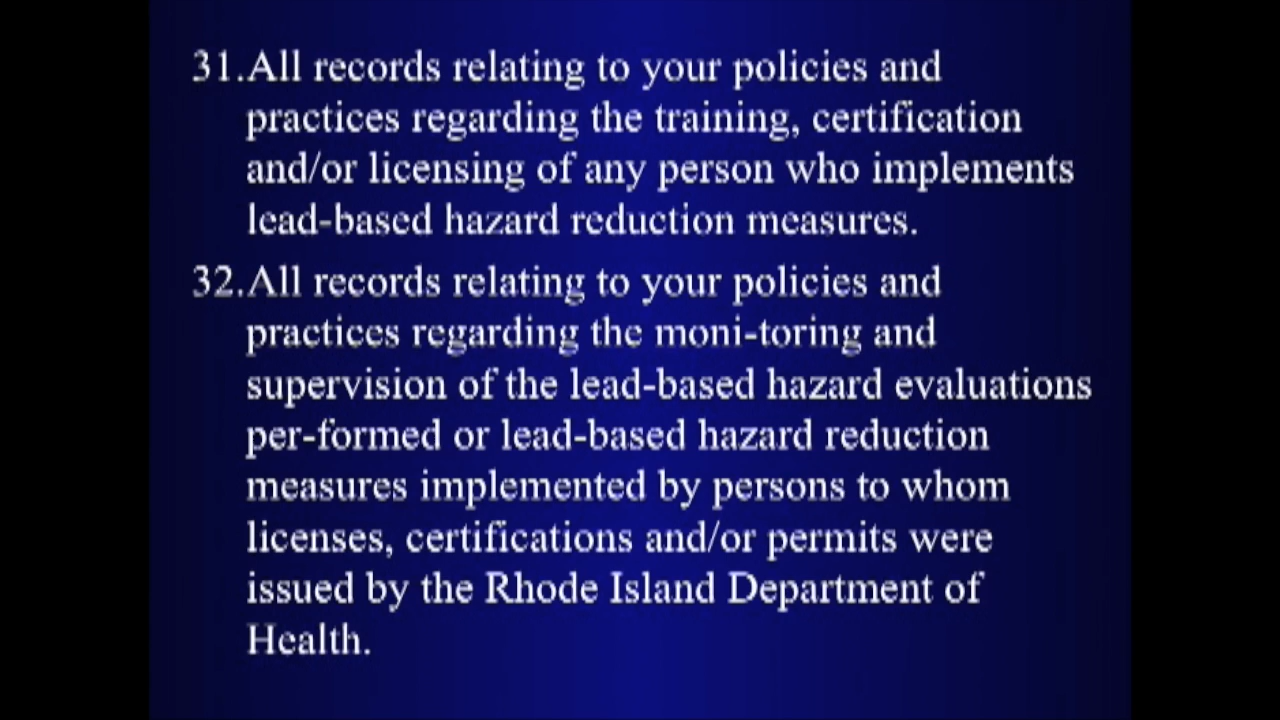 31.All records relating to your policies and
practices regarding the training, certification
and/or licensing of any person who implements
lead-based hazard reduction measures.
32.All records relating to your policies and
practices regarding the moni-toring and
supervision of the lead-based hazard evaluations
per-formed or lead-based hazard reduction
measures implemented by persons to whom
licenses, certifications and/or permits were
issued by the Rhode Island Department of
Health.